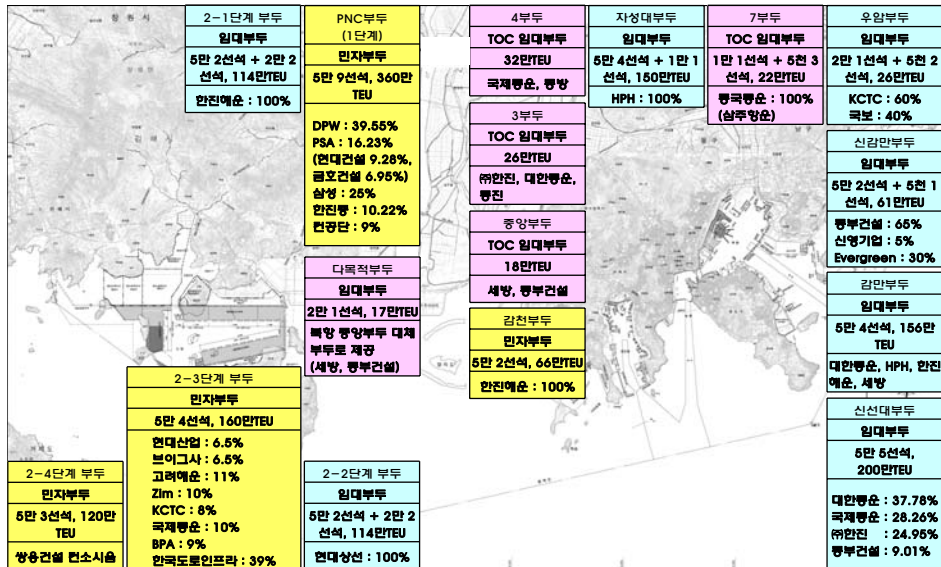 2-1단계 부두
임대부두
5만 2선석 + 2만 2
선석, 114만TEU
한진해운 : 100%
PNC부두
(1단계)
민자부두
5만 9선석, 360만
TEU
DPW : 39.55%
PSA : 16.23%
(현대건설 9.28%,
금호건설 6.95%)
삼성 : 25%
한진중 : 10.22%
컨공단 : 9%
다목적부두
임대부두
2만 1선석, 17만TEU
북항 중앙부두 대체
부두로 제공
(세방, 동부건설)
2-3단계 부두
민자부두
5만 4선석, 160만TEU
현대산업 : 6.5%
브이그사 : 6.5%
고려해운 : 11%
Zim : 10%
KCTC : 8%
국제통운 : 10%
BPA : 9%
한국도로인프라 : 39%
2-4단계 부두
민자부두
5만 3선석, 120만
TEU
쌍용건설 컨소시움
2-2단계 부두
임대부두
5만 2선석 + 2만 2
선석, 114만TEU
현대상선 : 100%
4부두
TOC 임대부두
32만TEU
국제통운, 동방
3부두
TOC 임대부두
26만TEU
㈜한진, 대한통운,
동진
중앙부두
TOC 임대부두
18만TEU
세방, 동부건설
감천부두
민자부두
5만 2선석, 66만TEU
한진해운 : 100%
자성대부두
임대부두
5만 4선석 + 1만 1
선석, 150만TEU
HPH : 100%
7부두
TOC 임대부두
1만 1선석 + 5천 3
선석, 22만TEU
동국통운 : 100%
(삼주항운)
우암부두
임대부두
2만 1선석 + 5천 2
선석, 26만TEU
KCTC : 60%
국보 : 40%
신감만부두
임대부두
5만 2선석 + 5천 1
선석, 61만TEU
동부건설 : 65%
신영기업 : 5%
Evergreen : 30%
감만부두
임대부두
5만 4선석, 156만
TEU
대한통운, HPH, 한진
해운, 세방
신선대부두
임대부두
5만 5선석,
200만TEU
대한통운 : 37.78%
국제통운 : 28.26%
㈜한진 : 24.95%
동부건설 : 9.01%